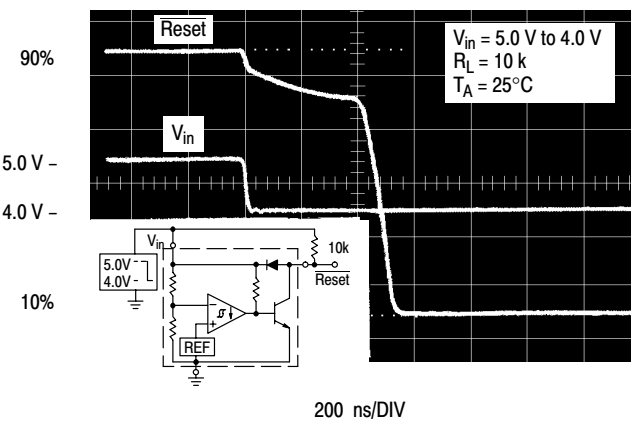 Reset
V_in = 5.0 V to 4.0 V
R_L = 10 k
T_A = 25°C
90%
V_in
5.0 V –
4.0 V –
V_in
10k
5.0V
4.0V
Reset
10%
–
+
REF
200 ns/DIV